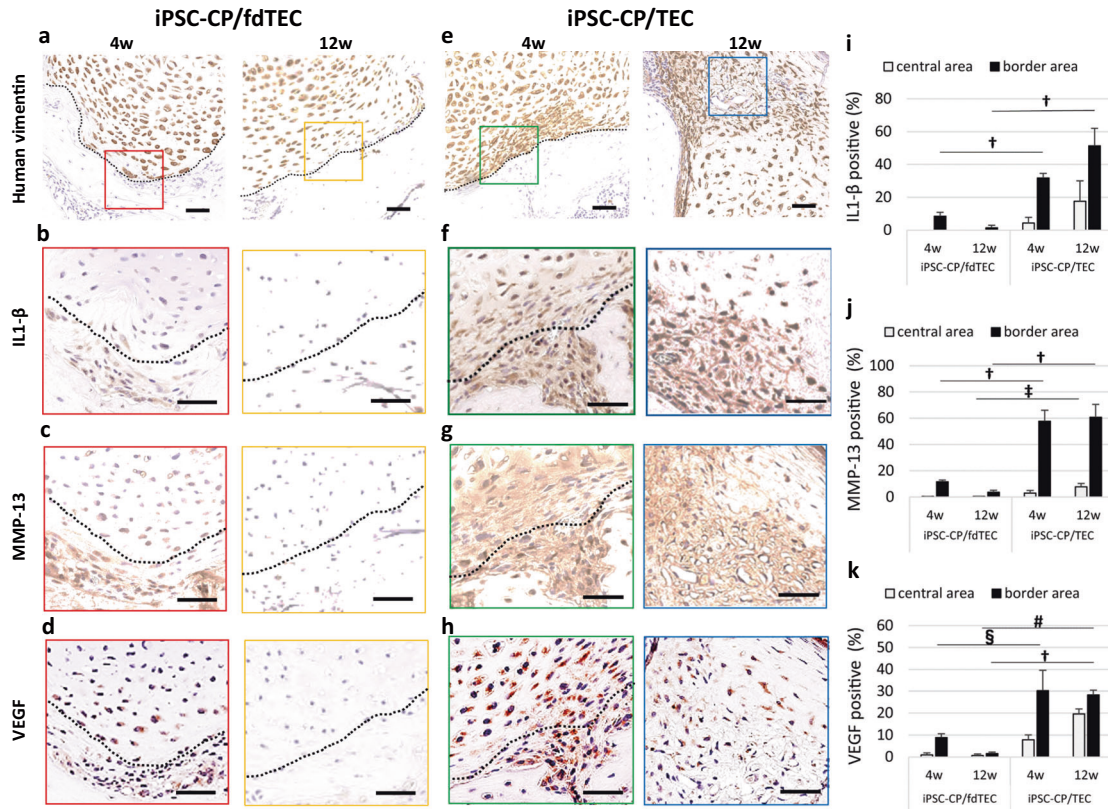 iPSC-CP/fdTEC
iPSC-CP/TEC
a
4w
12w
e
4w
12w
Human vimentin
b
f
IL1-β
c
g
MMP-13
d
h
VEGF
i
central area
border area
IL1-β positive (%)
80
60
40
20
0
†
†
4w
12w
4w
12w
iPSC-CP/fdTEC
iPSC-CP/TEC
j
central area
border area
MMP-13 positive (%)
100
80
60
40
20
0
†
†
‡
4w
12w
4w
12w
iPSC-CP/fdTEC
iPSC-CP/TEC
k
central area
border area
VEGF positive (%)
60
50
40
30
20
10
0
#
§
†
4w
12w
4w
12w
iPSC-CP/fdTEC
iPSC-CP/TEC